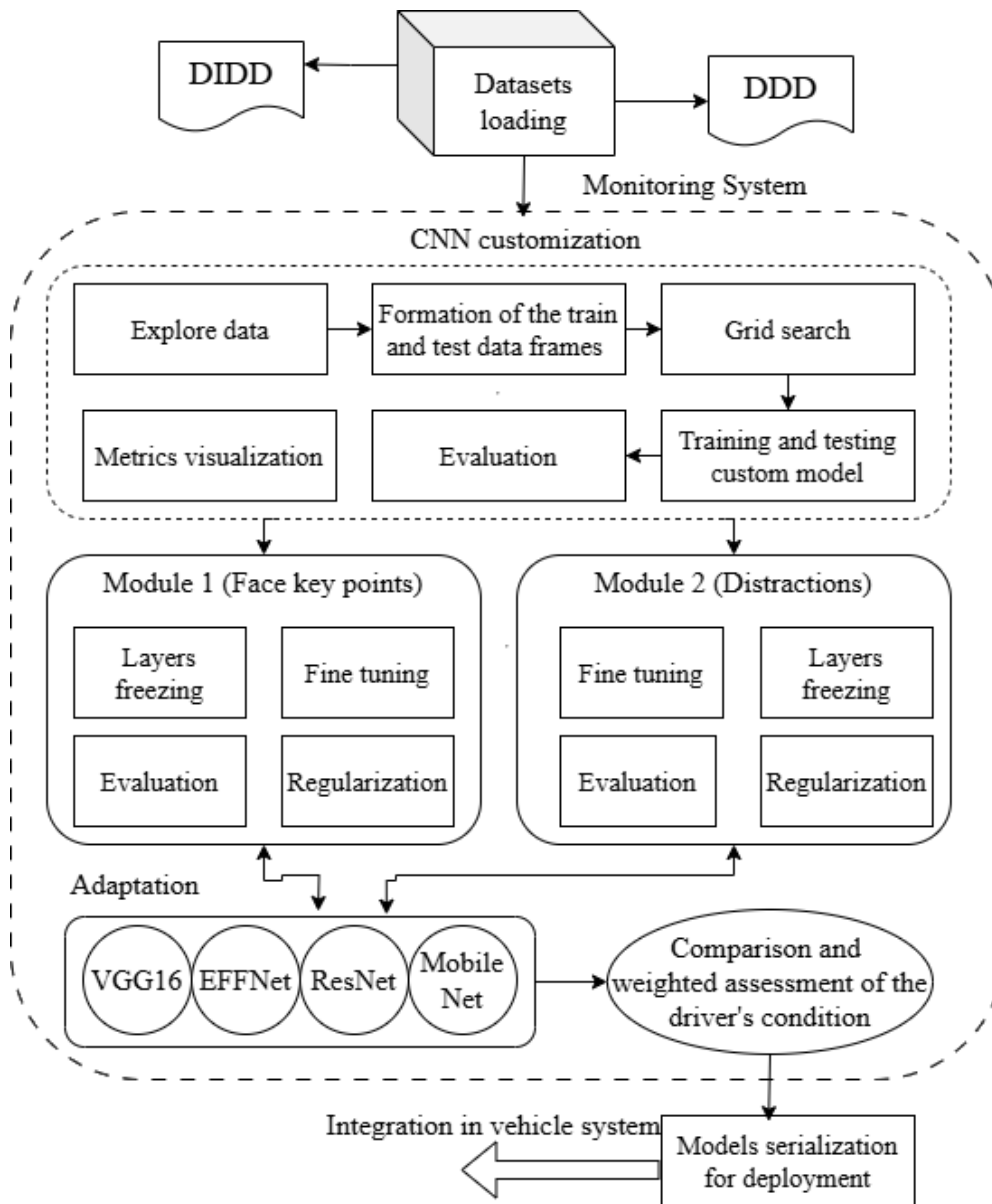 DIDD
Datasets
loading
DDD
Monitoring System
CNN customization
Explore data
Formation of the train
and test data frames
Grid search
Metrics visualization
Evaluation
Training and testing
custom model
Module 1 (Face key points)
Layers
freezing
Fine tuning
Evaluation
Regularization
Module 2 (Distractions)
Fine tuning
Layers
freezing
Evaluation
Regularization
Adaptation
VGG16
EFFNet
ResNet
Mobile
Net
Comparison and
weighted assessment of the
driver's condition
Integration in vehicle system
Models serialization
for deployment